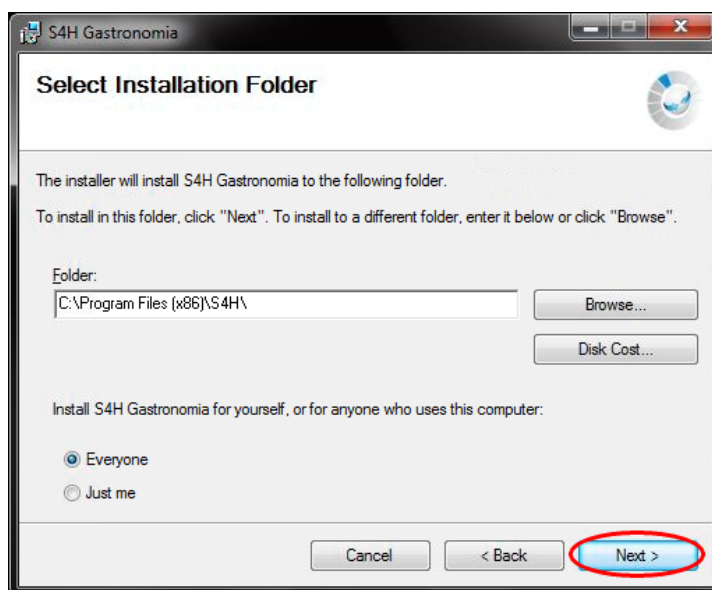 S4H Gastronomia
Select Installation Folder
The installer will install S4H Gastronomia to the following folder.
To install in this folder, click "Next". To install to a different folder, enter it below or click "Browse".
Folder:
C:\Program Files (x86)\S4H\
Browse...
Disk Cost...
Install S4H Gastronomia for yourself, or for anyone who uses this computer:
Everyone
Just me
Cancel
< Back
Next >